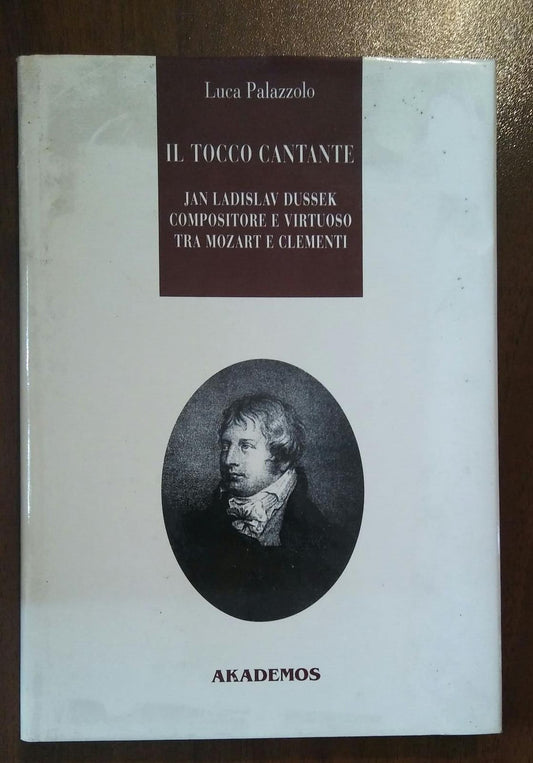 Luca Palazzolo
IL TOCCO CANTANTE
JAN LADISLAV DUSSEK
COMPOSITORE E VIRTUOSO
TRA MOZART E CLEMENTI
AKADEMOS